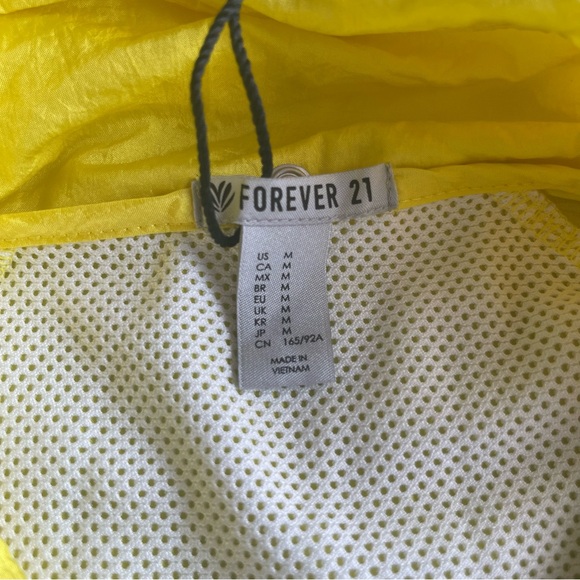 FOREVER 21
US M
CA M
MX M
BR M
EU M
UK M
KR M
JP M
CN 165/92A
MADE IN
VIETNAM